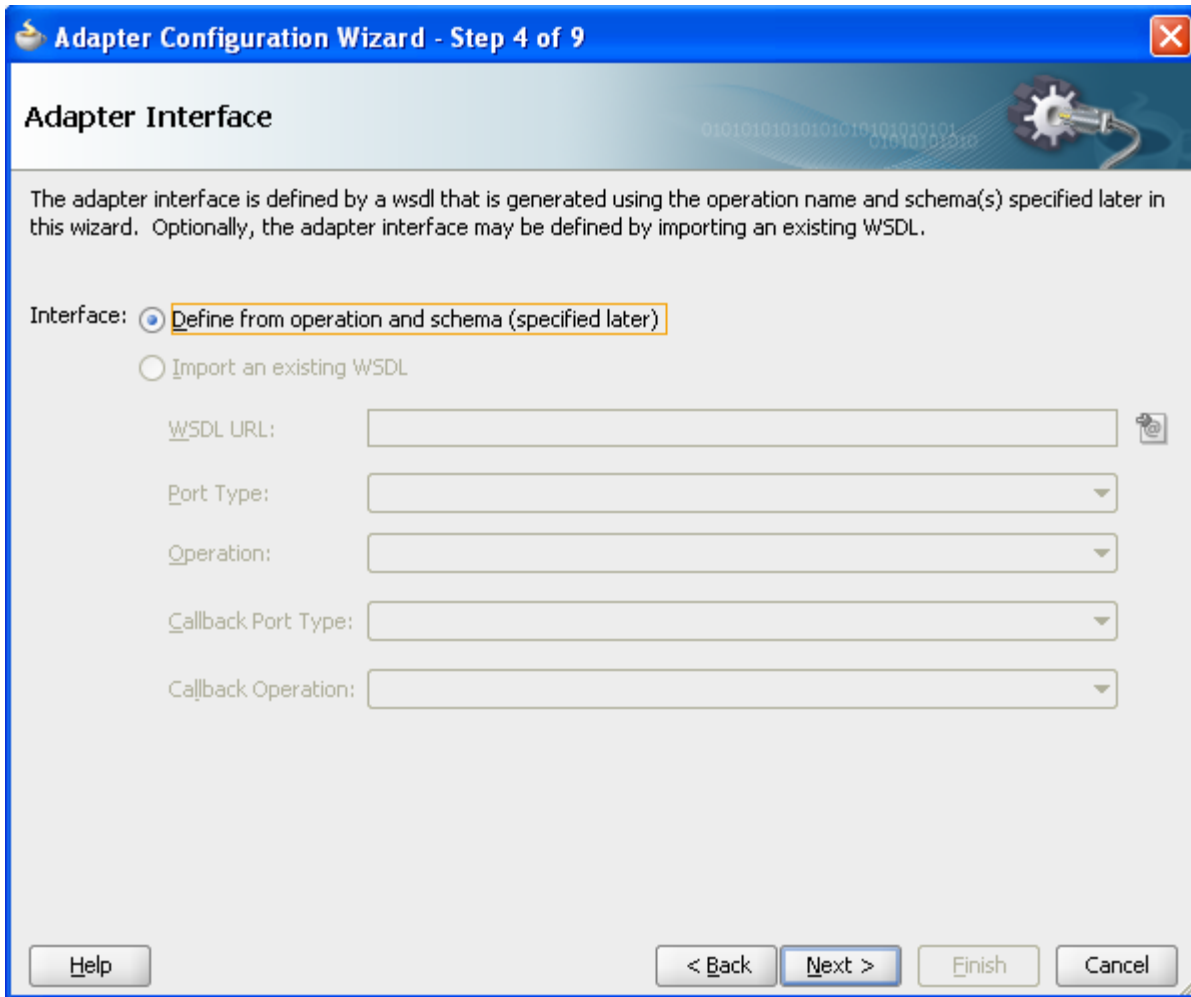 Adapter Configuration Wizard - Step 4 of 9
Adapter Interface
0101010101010101010101010101
01010101010
The adapter interface is defined by a wsdl that is generated using the operation name and schema(s) specified later in
this wizard.  Optionally, the adapter interface may be defined by importing an existing WSDL.
Interface: Define from operation and schema (specified later)
Import an existing WSDL
WSDL URL:
Port Type:
Operation:
Callback Port Type:
Callback Operation:
Help < Back Next > Finish Cancel